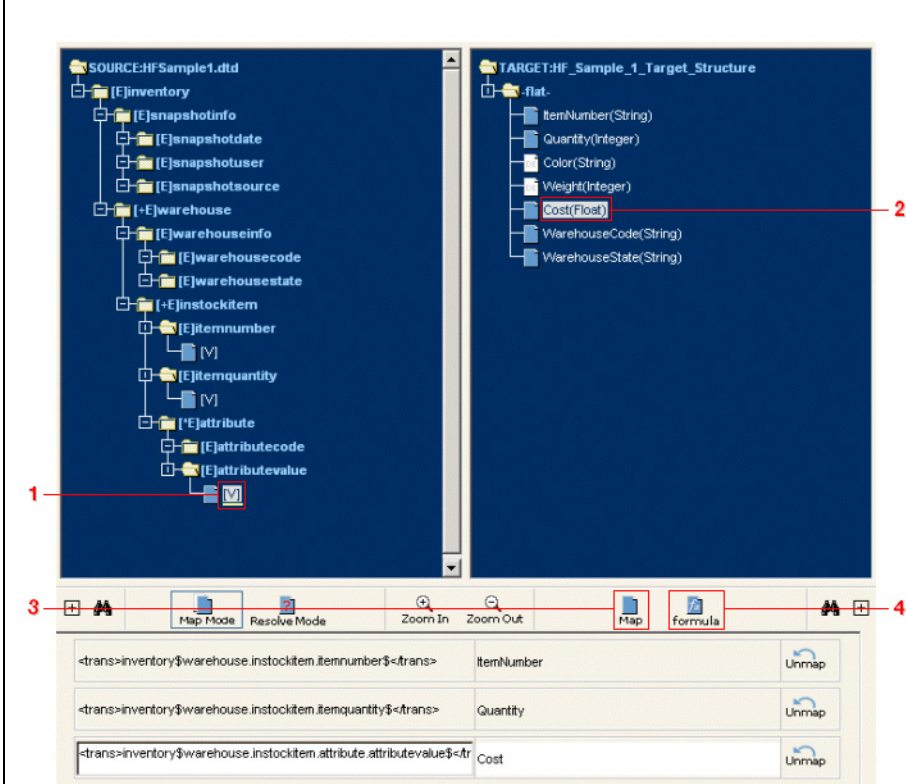 SOURCE:HFSample1.dtd
[E]inventory
[E]snapshotinfo
[E]snapshotdate
[E]snapshotuser
[E]snapshotsource
[+E]warehouse
[E]warehouseinfo
[E]warehousecode
[E]warehousestate
[+E]instockitem
[E]itemnumber
[V]
[E]itemquantity
[V]
[*E]attribute
[E]attributecode
[E]attributevalue
1
[V]
TARGET:HF_Sample_1_Target_Structure
-flat-
ItemNumber(String)
Quantity(Integer)
Color(String)
Weight(Integer)
Cost(Float)
2
WarehouseCode(String)
WarehouseState(String)
3
Map Mode
Resolve Mode
Zoom In
Zoom Out
Map
formula
4
<trans>inventory$warehouse.instockitem.itemnumber$</trans> ItemNumber Unmap
<trans>inventory$warehouse.instockitem.itemquantity$</trans> Quantity Unmap
<trans>inventory$warehouse.instockitem.attribute.attributevalue$</tr Cost Unmap